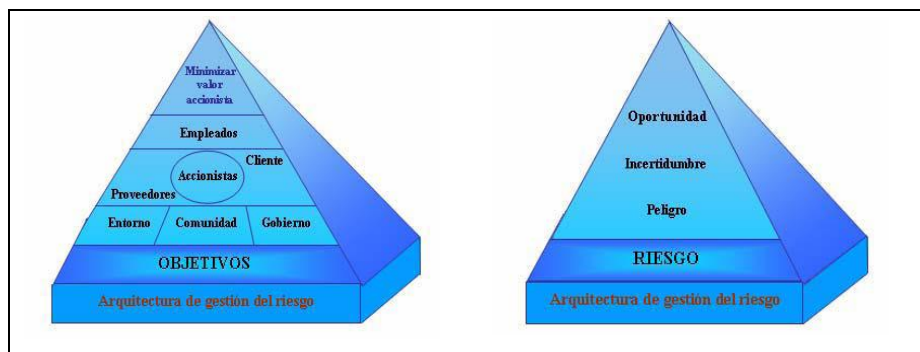 Minimizar
valor
accionista
Empleados
Cliente
Accionistas
Proveedores
Entorno Comunidad Gobierno
OBJETIVOS
Arquitectura de gestión del riesgo
Oportunidad
Incertidumbre
Peligro
RIESGO
Arquitectura de gestión del riesgo